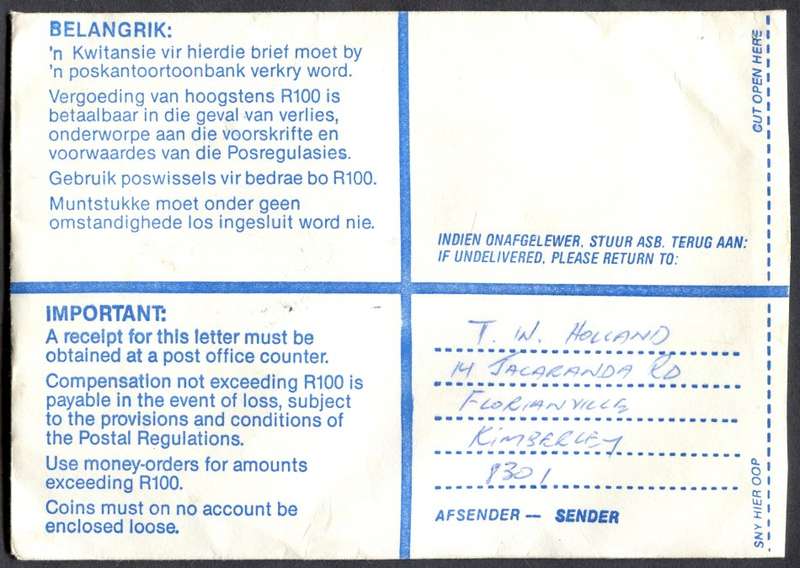 BELANGRIK:
'n Kwitansie vir hierdie brief moet by
'n poskantoortoonbank verkry word.
Vergoeding van hoogstens R100 is
betaalbaar in die geval van verlies,
onderworpe aan die voorskrifte en
voorwaardes van die Posregulasies.
Gebruik poswissels vir bedrae bo R100.
Muntstukke moet onder geen
omstandighede los ingesluit word nie.
INDIEN ONAFGELEWER, STUUR ASB. TERUG AAN:
IF UNDELIVERED, PLEASE RETURN TO:
CUT OPEN HERE
IMPORTANT:
A receipt for this letter must be
obtained at a post office counter.
Compensation not exceeding R100 is
payable in the event of loss, subject
to the provisions and conditions of
the Postal Regulations.
Use money-orders for amounts
exceeding R100.
Coins must on no account be
enclosed loose.
T. W. HOLLAND
14 JACARANDA RD
FLORIANVILLE
KIMBERLEY
8301
AFSENDER — SENDER
SNY HIER OOP